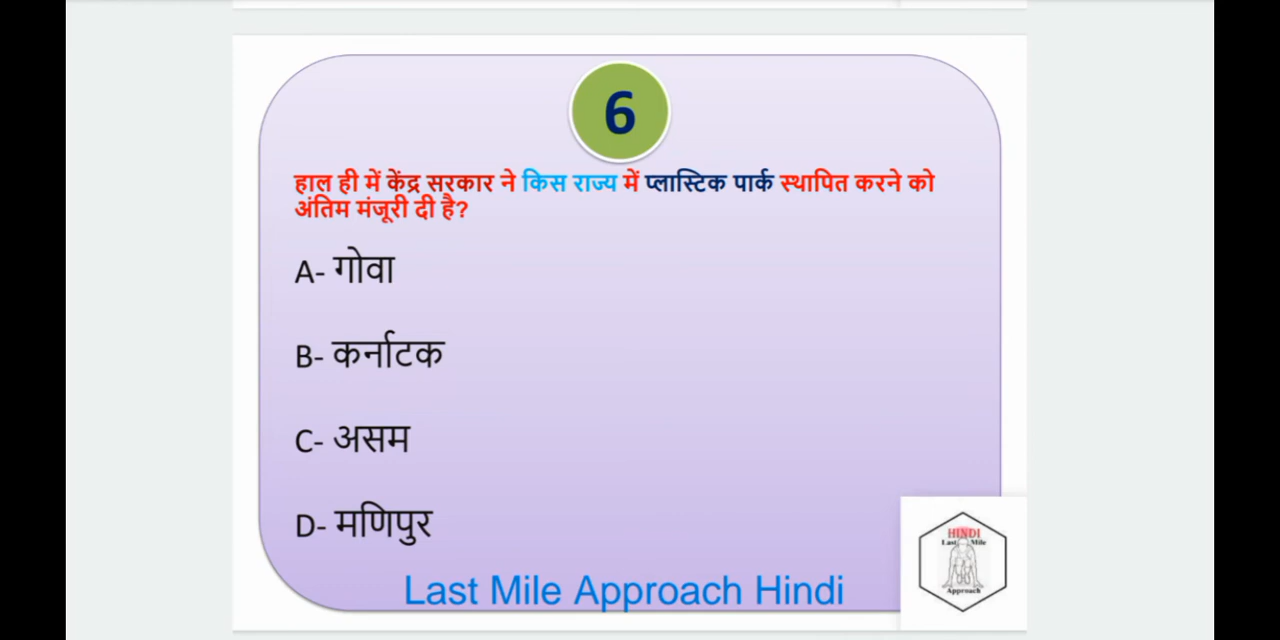 6
हाल ही में केंद्र सरकार ने किस राज्य में प्लास्टिक पार्क स्थापित करने को
अंतिम मंजूरी दी है?
A- गोवा
B- कर्नाटक
C- असम
D- मणिपुर
HINDI
Last Mile
Approach
Last Mile Approach Hindi